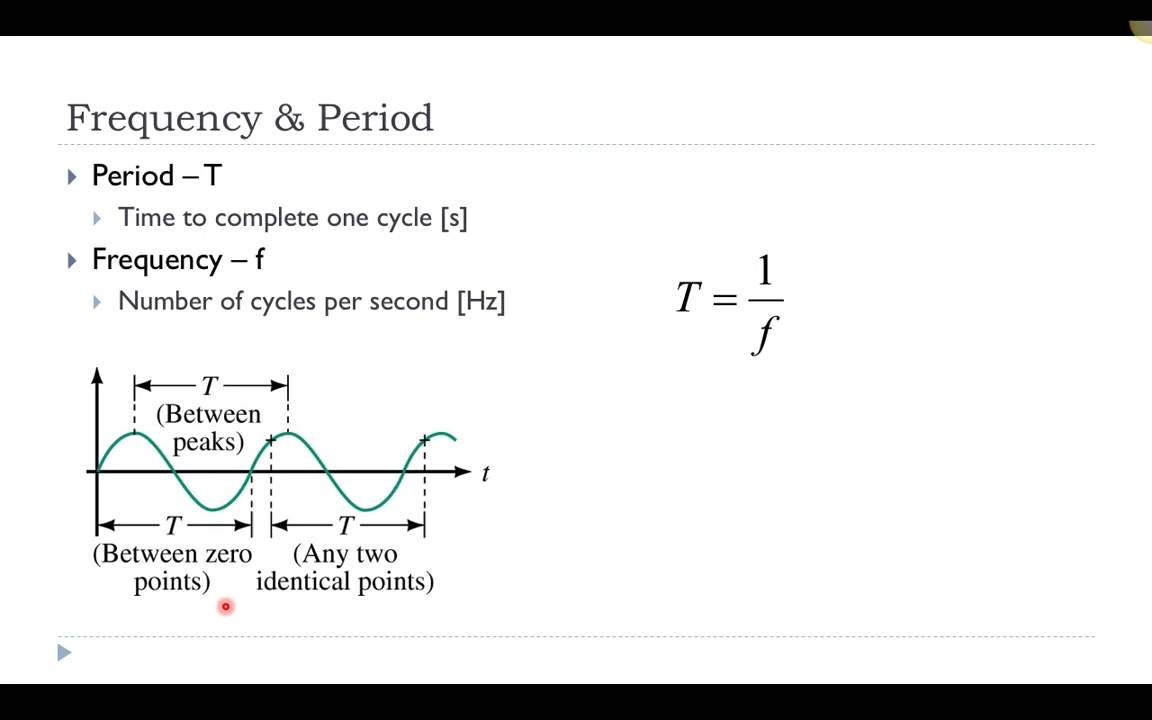 Frequency & Period
Period – T
Time to complete one cycle [s]
Frequency – f
Number of cycles per second [Hz]
T = 1/f
T
(Between
peaks)
t
T
(Between zero
points)
T
(Any two
identical points)